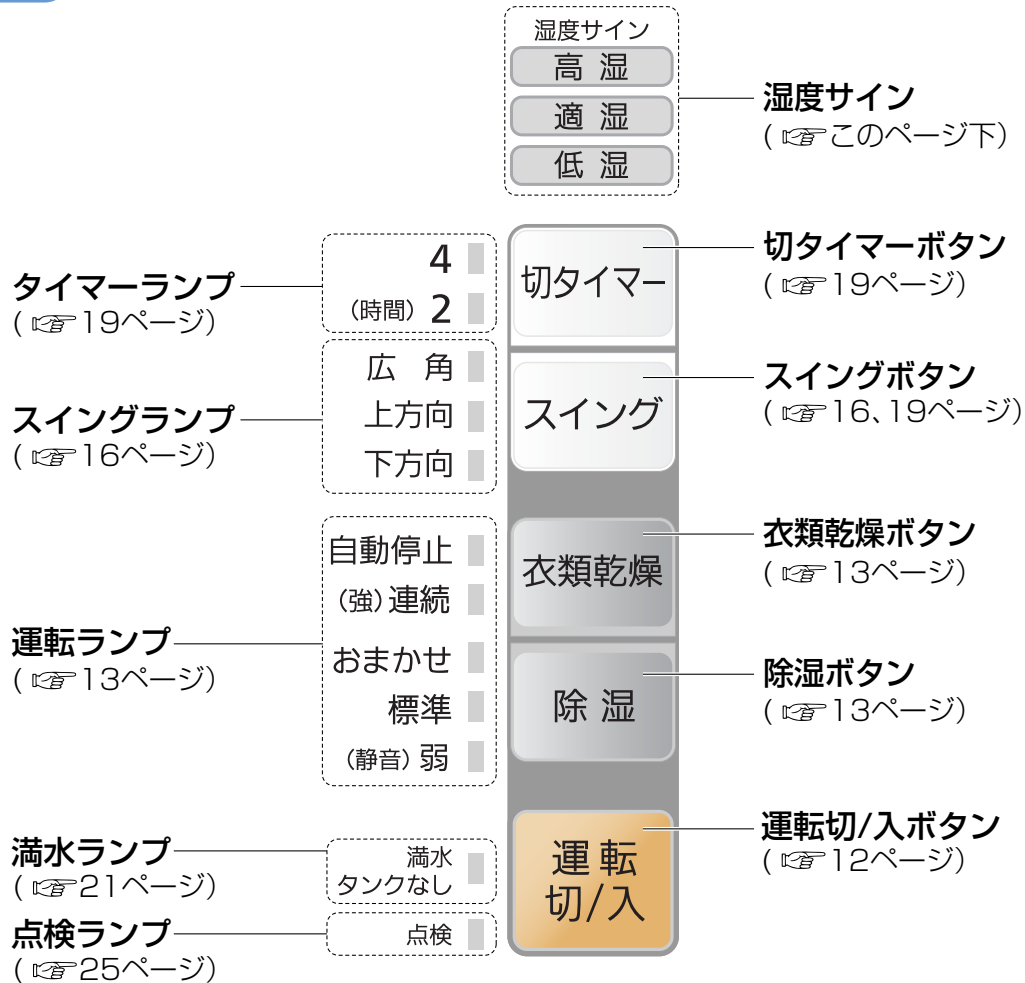 湿度サイン
高 湿
適 湿
低 湿
湿度サイン
(☞このページ下)
タイマーランプ
(☞19ページ)
4
(時間) 2
切タイマー
切タイマーボタン
(☞19ページ)
スイングランプ
(☞16ページ)
広 角
上方向
下方向
スイング
スイングボタン
(☞16、19ページ)
運転ランプ
(☞13ページ)
自動停止
(強)連続
おまかせ
標準
(静音)弱
衣類乾燥
衣類乾燥ボタン
(☞13ページ)
除 湿
除湿ボタン
(☞13ページ)
満水ランプ
(☞21ページ)
満水
タンクなし
点検ランプ
(☞25ページ)
点検
運 転
切/入
運転切/入ボタン
(☞12ページ)